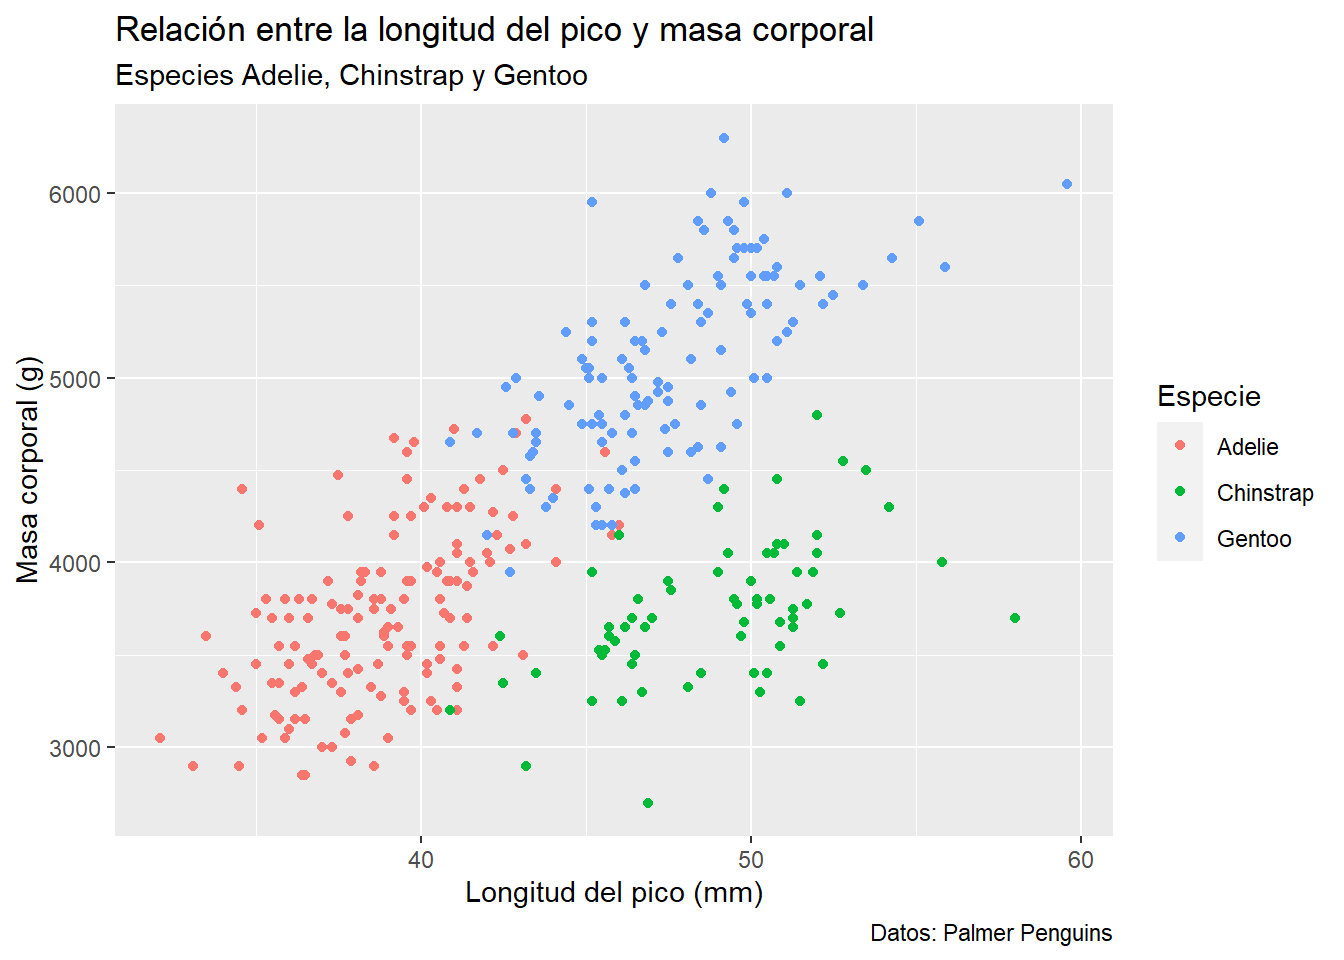 Relación entre la longitud del pico y masa corporal
Especies Adelie, Chinstrap y Gentoo
Masa corporal (g)
6000
5000
4000
3000
40 50 60
Longitud del pico (mm)
Especie
Adelie
Chinstrap
Gentoo
Datos: Palmer Penguins